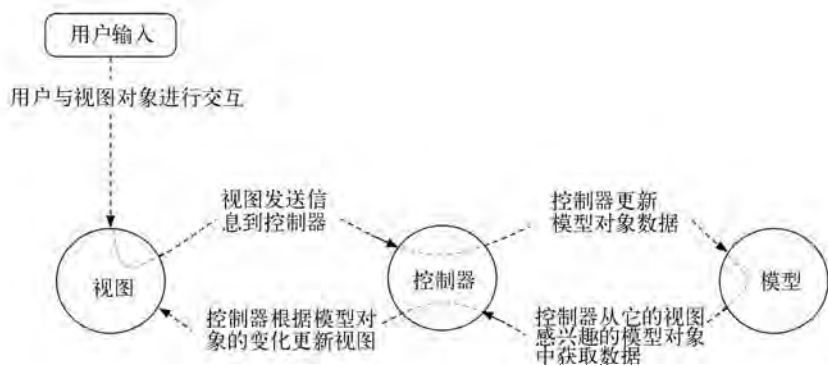 用户输入
用户与视图对象进行交互
视图发送信
息到控制器
控制器更新
模型对象数据
视图
控制器
模型
控制器根据模型对
象的变化更新视图
控制器从它的视图
感兴趣的模型对象
中获取数据